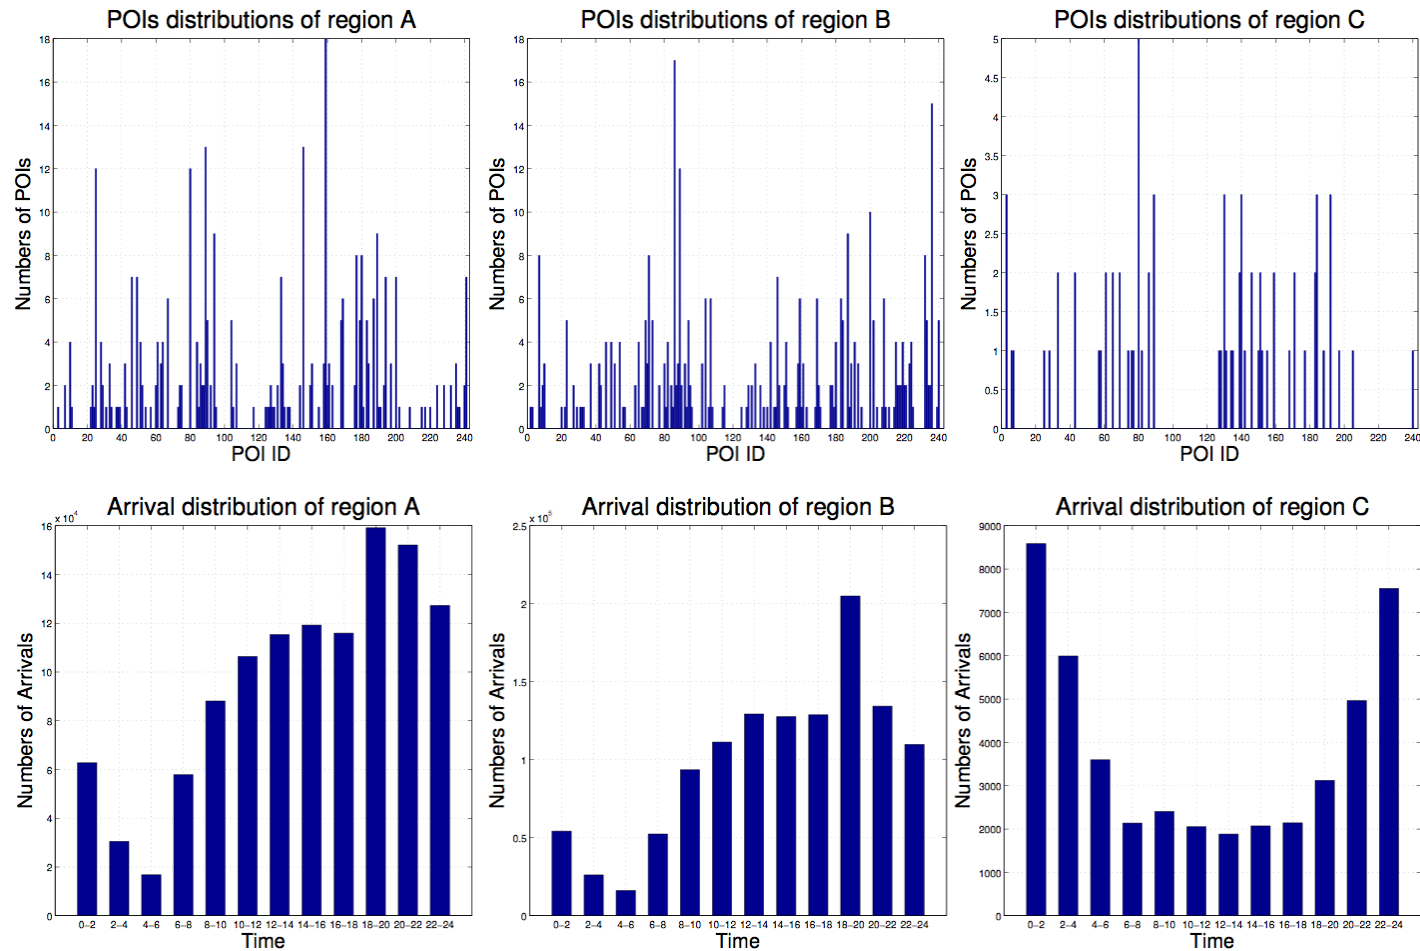 POIs distributions of region A
POIs distributions of region B
POIs distributions of region C
Numbers of POIs
18
16
14
12
10
8
6
4
2
0
0 20 40 60 80 100 120 140 160 180 200 220 240
POI ID
Numbers of POIs
18
16
14
12
10
8
6
4
2
0
0 20 40 60 80 100 120 140 160 180 200 220 240
POI ID
Numbers of POIs
5
4.5
4
3.5
3
2.5
2
1.5
1
0.5
0
0 20 40 60 80 100 120 140 160 180 200 220 240
POI ID
Arrival distribution of region A
x 10^4
Numbers of Arrivals
16
14
12
10
8
6
4
2
0
0-2 2-4 4-6 6-8 8-10 10-12 12-14 14-16 16-18 18-20 20-22 22-24
Time
Arrival distribution of region B
x 10^5
Numbers of Arrivals
2.5
2
1.5
1
0.5
0
0-2 2-4 4-6 6-8 8-10 10-12 12-14 14-16 16-18 18-20 20-22 22-24
Time
Arrival distribution of region C
Numbers of Arrivals
9000
8000
7000
6000
5000
4000
3000
2000
1000
0
0-2 2-4 4-6 6-8 8-10 10-12 12-14 14-16 16-18 18-20 20-22 22-24
Time